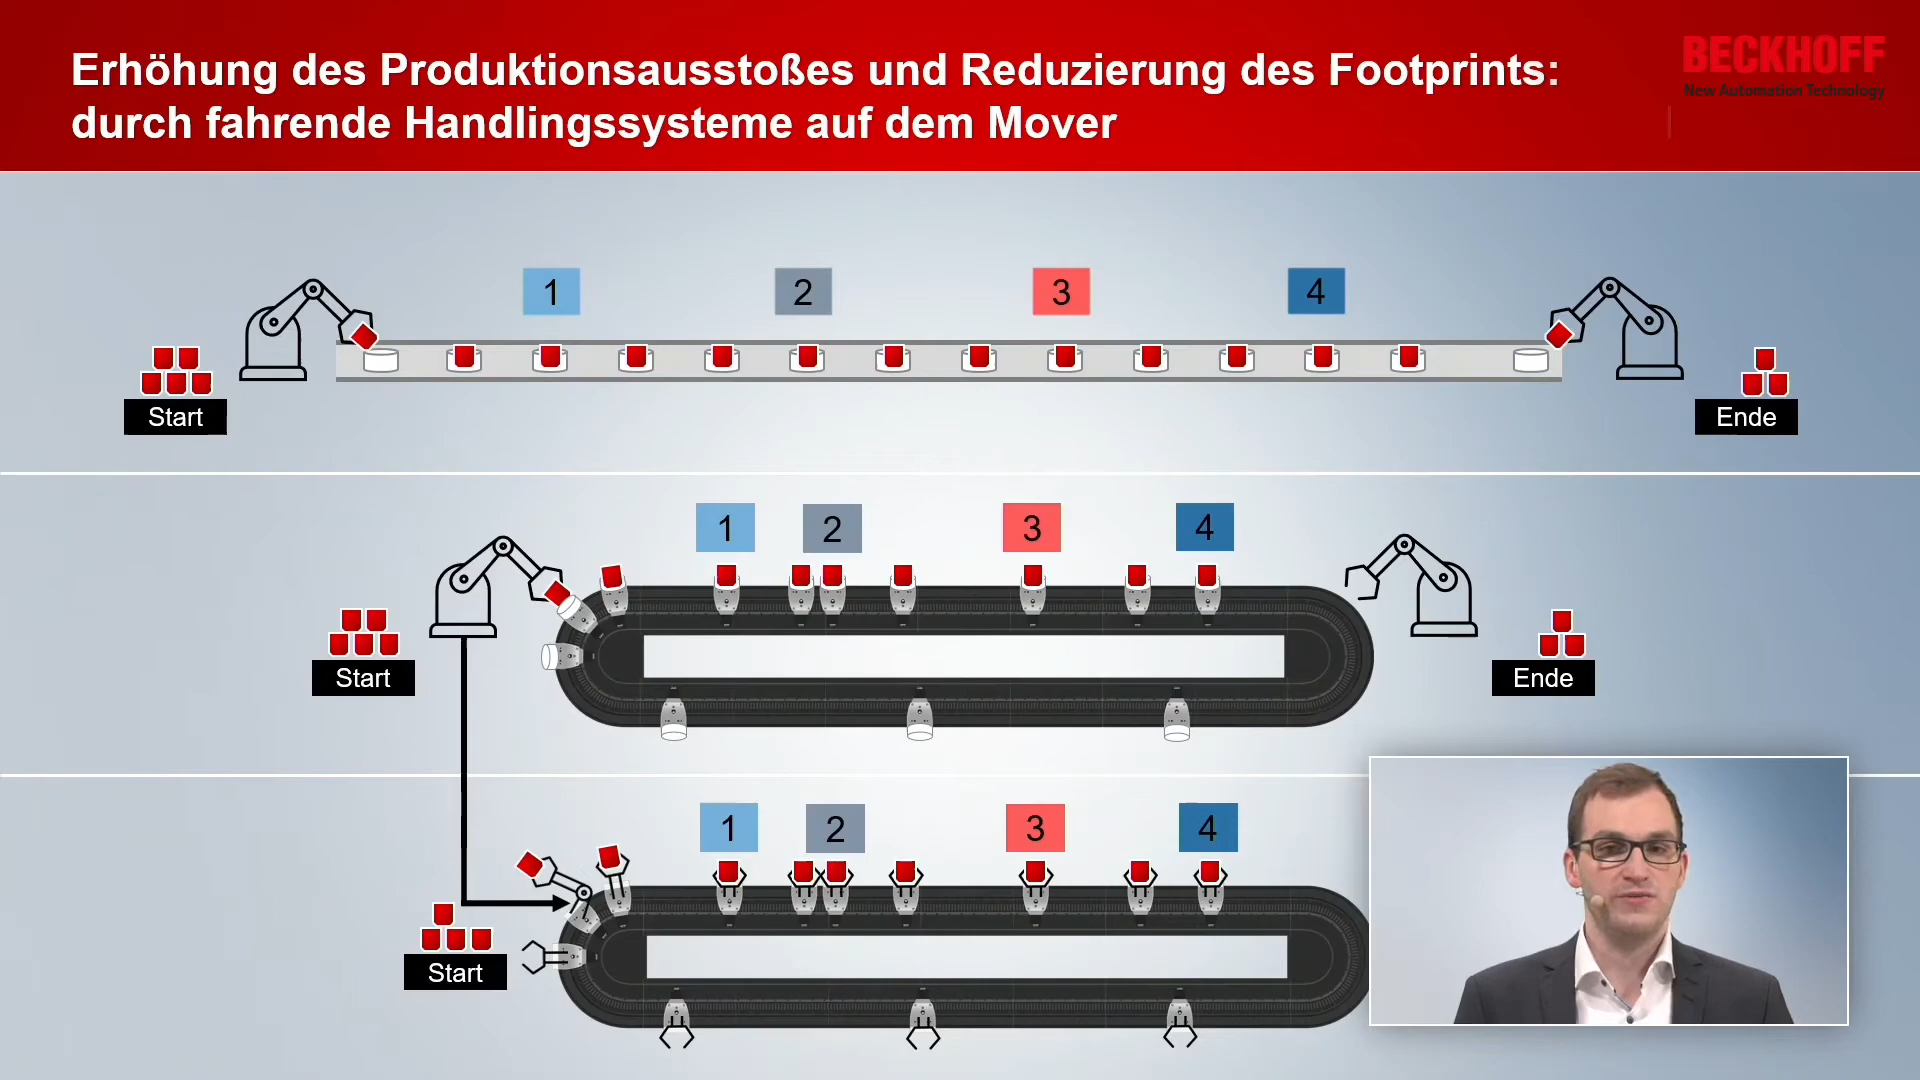 Erhöhung des Produktionsausstoßes und Reduzierung des Footprints:
durch fahrende Handlingssysteme auf dem Mover
BECKHOFF
New Automation Technology
1
2
3
4
Start
Ende
1
2
3
4
Start
Ende
1
2
3
4
Start